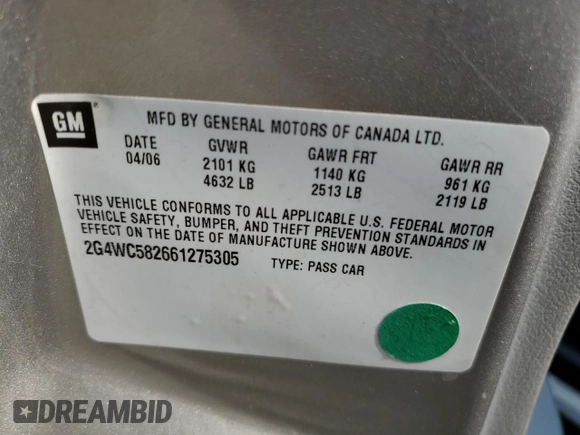 GM
MFD BY GENERAL MOTORS OF CANADA LTD.
DATE GVWR GAWR FRT GAWR RR
04/06 2101 KG 1140 KG 961 KG
4632 LB 2513 LB 2119 LB
THIS VEHICLE CONFORMS TO ALL APPLICABLE U.S. FEDERAL MOTOR
VEHICLE SAFETY, BUMPER, AND THEFT PREVENTION STANDARDS IN
EFFECT ON THE DATE OF MANUFACTURE SHOWN ABOVE.
2G4WC582661275305 TYPE: PASS CAR
DREAMBID